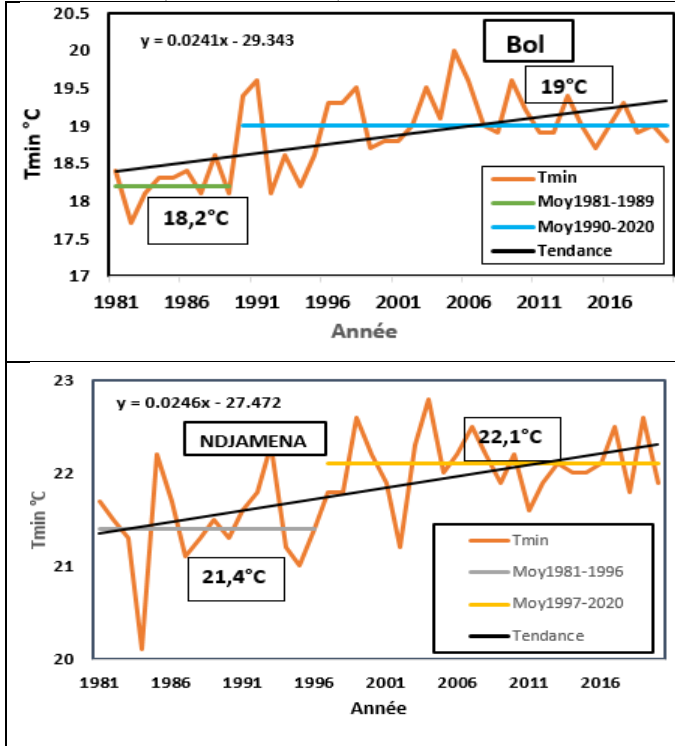 20.5
y = 0.0241x - 29.343
Bol
20
19°C
19.5
19
18.5
18
17.5
17
Tmin °C
18,2°C
Tmin
Moy1981-1989
Moy1990-2020
Tendance
1981 1986 1991 1996 2001 2006 2011 2016
Année
23
y = 0.0246x - 27.472
NDJAMENA
22,1°C
22
21
20
Tmin °C
21,4°C
Tmin
Moy1981-1996
Moy1997-2020
Tendance
1981 1986 1991 1996 2001 2006 2011 2016
Année